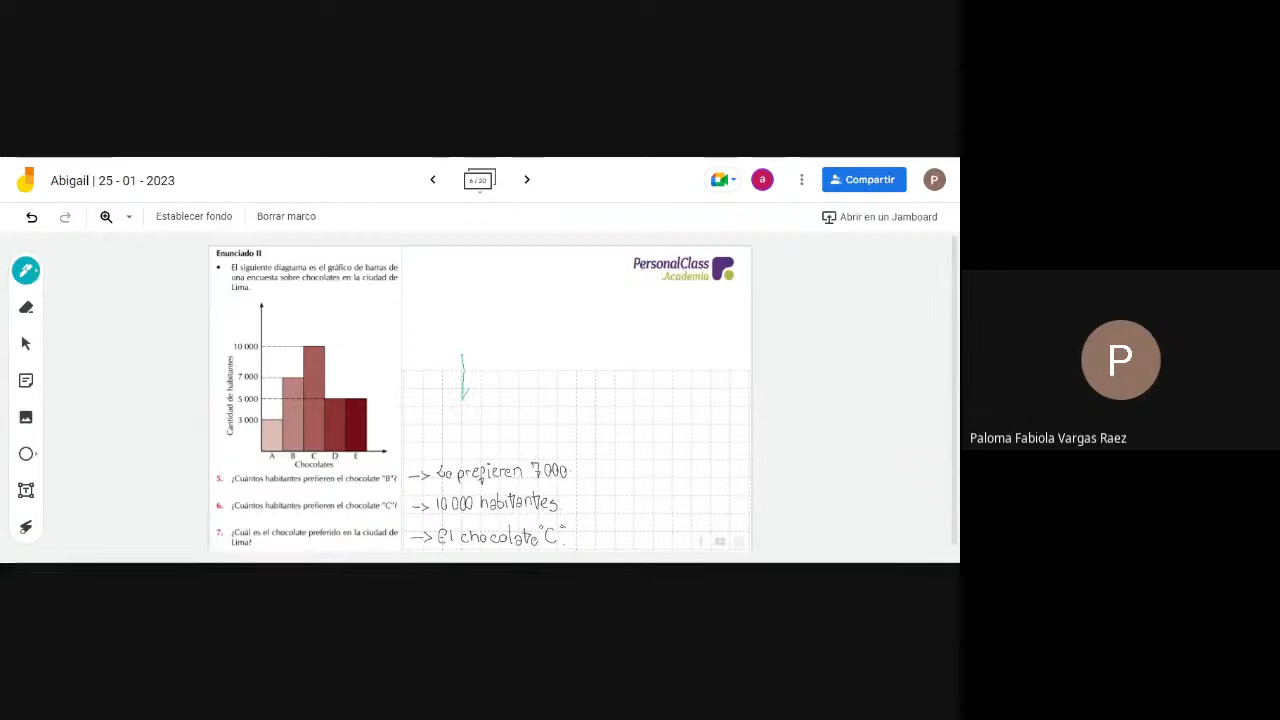 Abigail | 25 - 01 - 2023
6 / 20
a
Compartir
P
Establecer fondo
Borrar marco
Abrir en un Jamboard
Enunciado II
• El siguiente diagrama es el gráfico de barras de
una encuesta sobre chocolates en la ciudad de
Lima.
PersonalClass
Academia
Cantidad de habitantes
10 000
7 000
5 000
3 000
A B C D E
Chocolates
5. ¿Cuántos habitantes prefieren el chocolate "B"?
-> Lo prefieren 7000
6. ¿Cuántos habitantes prefieren el chocolate "C"?
-> 10 000 habitantes.
7. ¿Cuál es el chocolate preferido en la ciudad de
Lima?
-> El chocolate "C".
P
Paloma Fabiola Vargas Raez